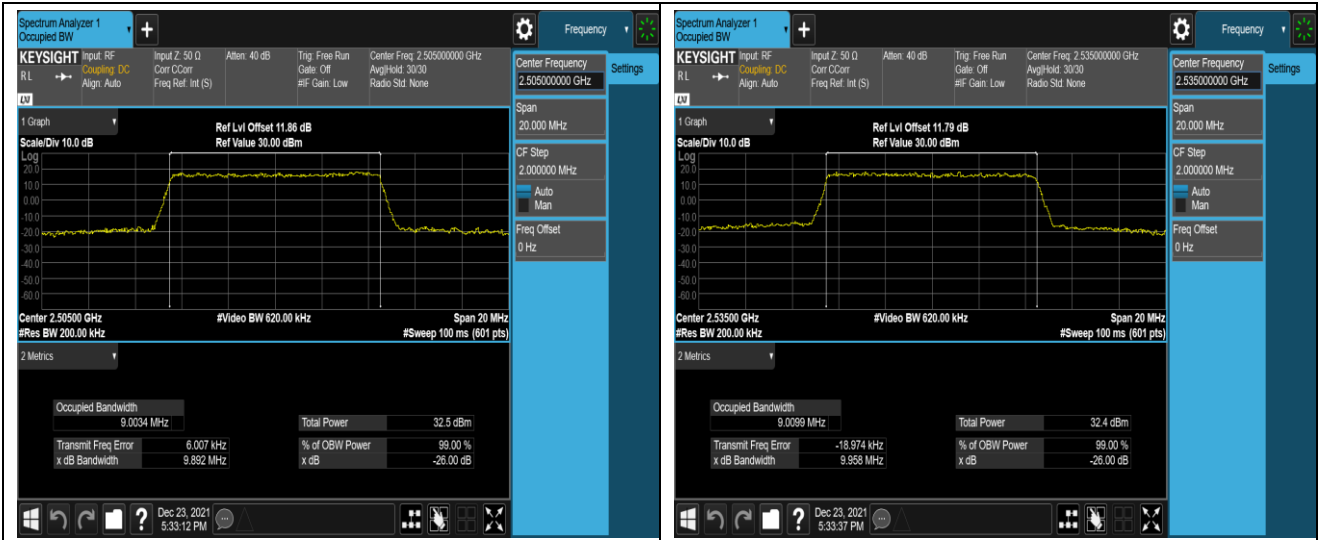 Spectrum Analyzer 1
Occupied BW
+
Frequency
KEYSIGHT Input: RF Input Z: 50 Ω Atten: 40 dB Trig: Free Run Center Freq: 2.505000000 GHz
RL Coupling: DC Corr CCorr Gate: Off Avg|Hold: 30/30
Align: Auto Freq Ref: Int (S) #IF Gain: Low Radio Std: None
LXI
Center Frequency
2.505000000 GHz
Settings
Span
20.000 MHz
CF Step
2.000000 MHz
Auto
Man
Freq Offset
0 Hz
1 Graph
Ref Lvl Offset 11.86 dB
Scale/Div 10.0 dB Ref Value 30.00 dBm
Log
20.0
10.0
0.00
-10.0
-20.0
-30.0
-40.0
-50.0
-60.0
Center 2.50500 GHz #Video BW 620.00 kHz Span 20 MHz
#Res BW 200.00 kHz #Sweep 100 ms (601 pts)
2 Metrics
Occupied Bandwidth
9.0034 MHz Total Power 32.5 dBm
Transmit Freq Error 6.007 kHz % of OBW Power 99.00 %
x dB Bandwidth 9.892 MHz x dB -26.00 dB
? Dec 23, 2021
5:33:12 PM
Spectrum Analyzer 1
Occupied BW
+
Frequency
KEYSIGHT Input: RF Input Z: 50 Ω Atten: 40 dB Trig: Free Run Center Freq: 2.535000000 GHz
RL Coupling: DC Corr CCorr Gate: Off Avg|Hold: 30/30
Align: Auto Freq Ref: Int (S) #IF Gain: Low Radio Std: None
LXI
Center Frequency
2.535000000 GHz
Settings
Span
20.000 MHz
CF Step
2.000000 MHz
Auto
Man
Freq Offset
0 Hz
1 Graph
Ref Lvl Offset 11.79 dB
Scale/Div 10.0 dB Ref Value 30.00 dBm
Log
20.0
10.0
0.00
-10.0
-20.0
-30.0
-40.0
-50.0
-60.0
Center 2.53500 GHz #Video BW 620.00 kHz Span 20 MHz
#Res BW 200.00 kHz #Sweep 100 ms (601 pts)
2 Metrics
Occupied Bandwidth
9.0099 MHz Total Power 32.4 dBm
Transmit Freq Error -18.974 kHz % of OBW Power 99.00 %
x dB Bandwidth 9.958 MHz x dB -26.00 dB
? Dec 23, 2021
5:33:37 PM